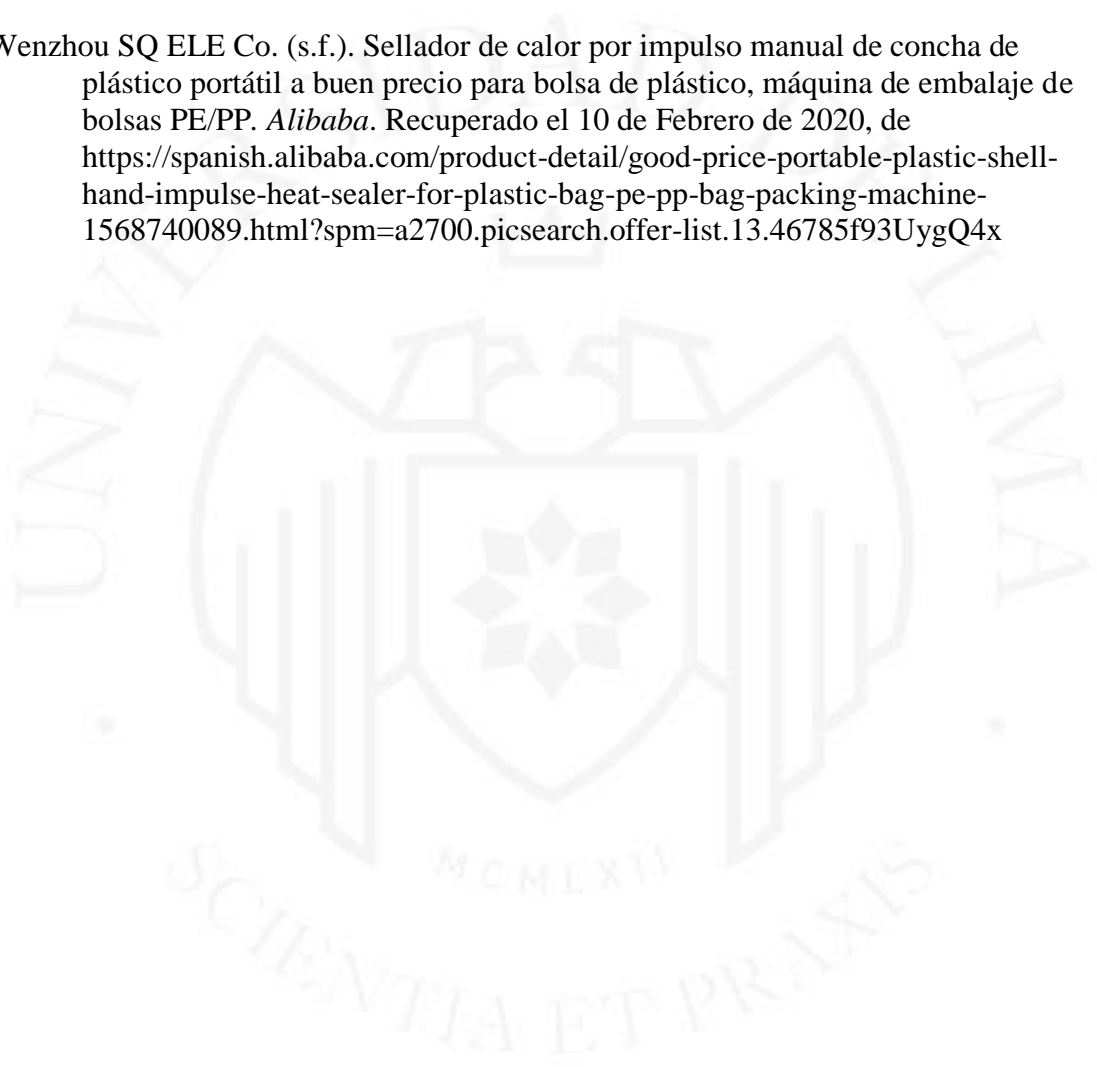 Wenzhou SQ ELE Co. (s.f.). Sellador de calor por impulso manual de concha de
plástico portátil a buen precio para bolsa de plástico, máquina de embalaje de
bolsas PE/PP. Alibaba. Recuperado el 10 de Febrero de 2020, de
https://spanish.alibaba.com/product-detail/good-price-portable-plastic-shell-
hand-impulse-heat-sealer-for-plastic-bag-pe-pp-bag-packing-machine-
1568740089.html?spm=a2700.picsearch.offer-list.13.46785f93UygQ4x
UNIVERSIDAD DE LIMA
MCMLXII
SCIENTIA ET PRAXIS